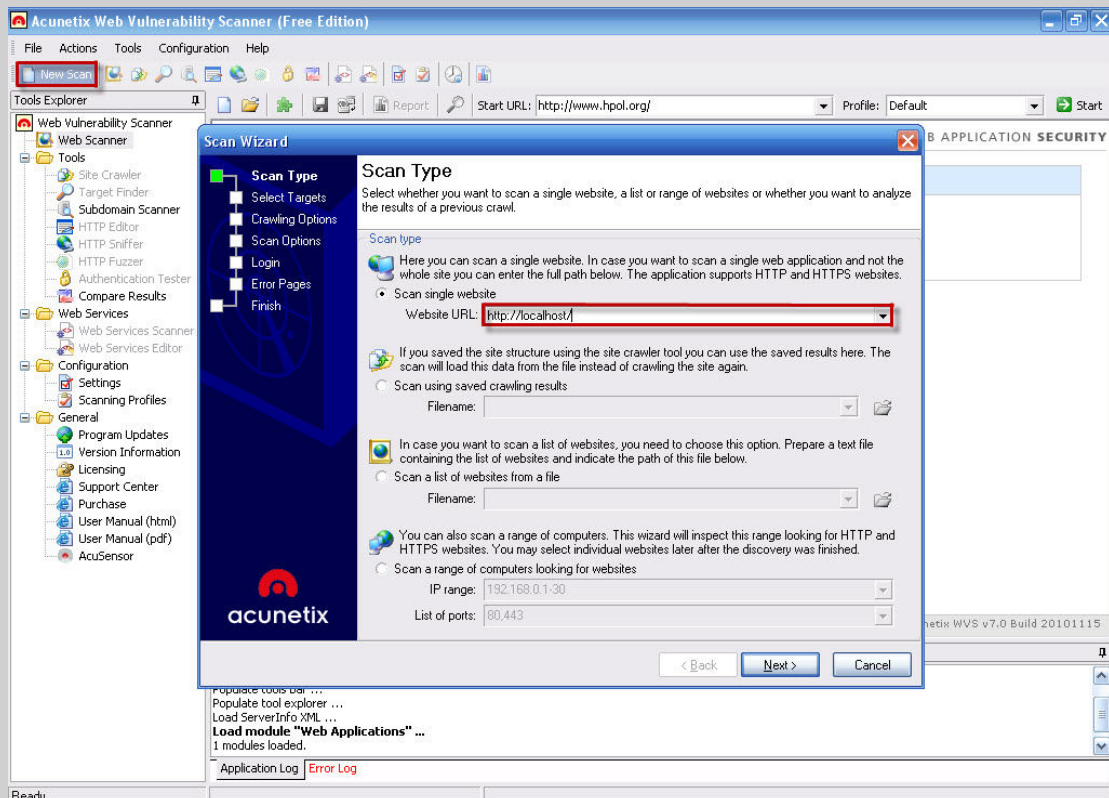 Acunetix Web Vulnerability Scanner (Free Edition)
File Actions Tools Configuration Help
New Scan
Tools Explorer
Report
Start URL: http://www.hpol.org/
Profile: Default
Start
Web Vulnerability Scanner
Web Scanner
Tools
Site Crawler
Target Finder
Subdomain Scanner
HTTP Editor
HTTP Sniffer
HTTP Fuzzer
Authentication Tester
Compare Results
Web Services
Web Services Scanner
Web Services Editor
Configuration
Settings
Scanning Profiles
General
Program Updates
1.0 Version Information
Licensing
Support Center
Purchase
User Manual (html)
User Manual (pdf)
AcuSensor
B APPLICATION SECURITY
Scan Wizard
Scan Type
Select Targets
Crawling Options
Scan Options
Login
Error Pages
Finish
acunetix
Scan Type
Select whether you want to scan a single website, a list or range of websites or whether you want to analyze
the results of a previous crawl.
Scan type
Here you can scan a single website. In case you want to scan a single web application and not the
whole site you can enter the full path below. The application supports HTTP and HTTPS websites.
Scan single website
Website URL: http://localhost/
If you saved the site structure using the site crawler tool you can use the saved results here. The
scan will load this data from the file instead of crawling the site again.
Scan using saved crawling results
Filename:
In case you want to scan a list of websites, you need to choose this option. Prepare a text file
containing the list of websites and indicate the path of this file below.
Scan a list of websites from a file
Filename:
You can also scan a range of computers. This wizard will inspect this range looking for HTTP and
HTTPS websites. You may select individual websites later after the discovery was finished.
Scan a range of computers looking for websites
IP range: 192.168.0.1-30
List of ports: 80,443
< Back Next > Cancel
netix WVS v7.0 Build 20101115
Populate tools bar ...
Populate tool explorer ...
Load ServerInfo XML ...
Load module "Web Applications" ...
1 modules loaded.
Application Log Error Log
Ready